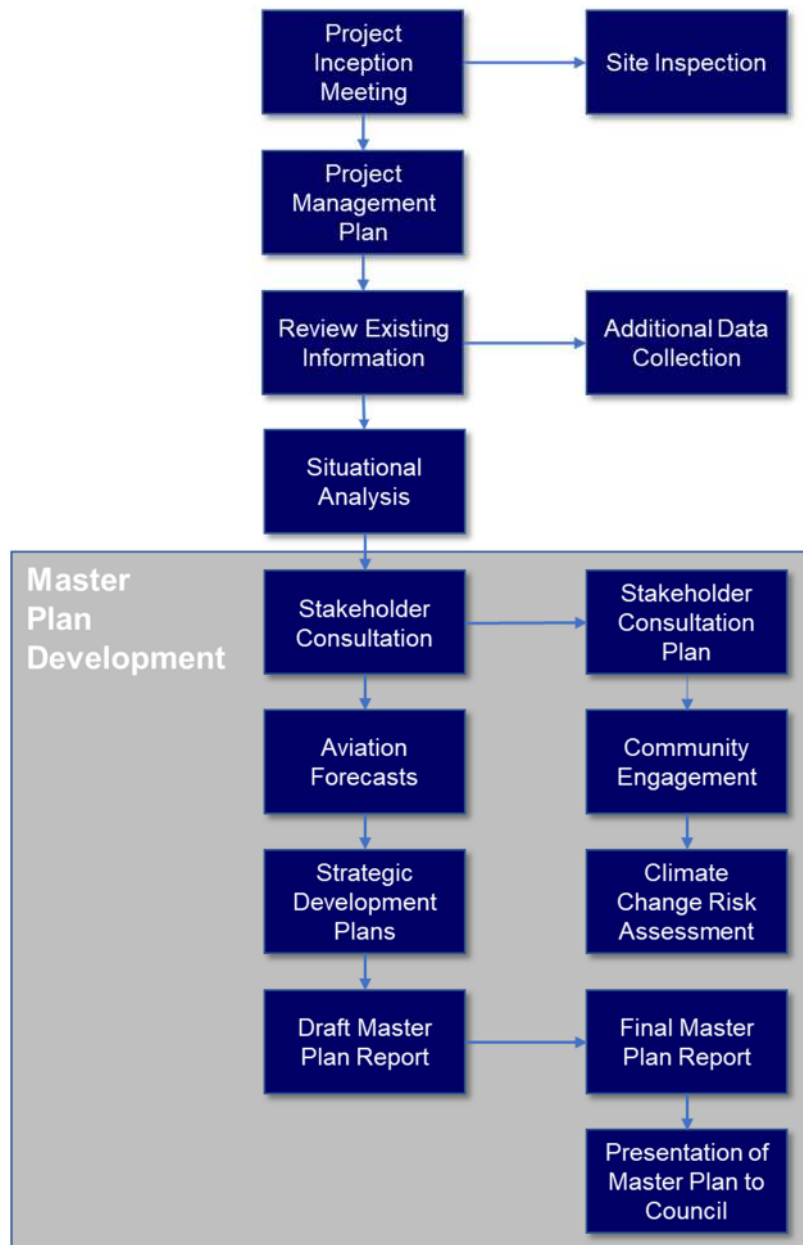 Project
Inception
Meeting
Site Inspection
Project
Management
Plan
Review Existing
Information
Additional Data
Collection
Situational
Analysis
Master
Plan
Development
Stakeholder
Consultation
Stakeholder
Consultation
Plan
Aviation
Forecasts
Community
Engagement
Strategic
Development
Plans
Climate
Change Risk
Assessment
Draft Master
Plan Report
Final Master
Plan Report
Presentation of
Master Plan to
Council